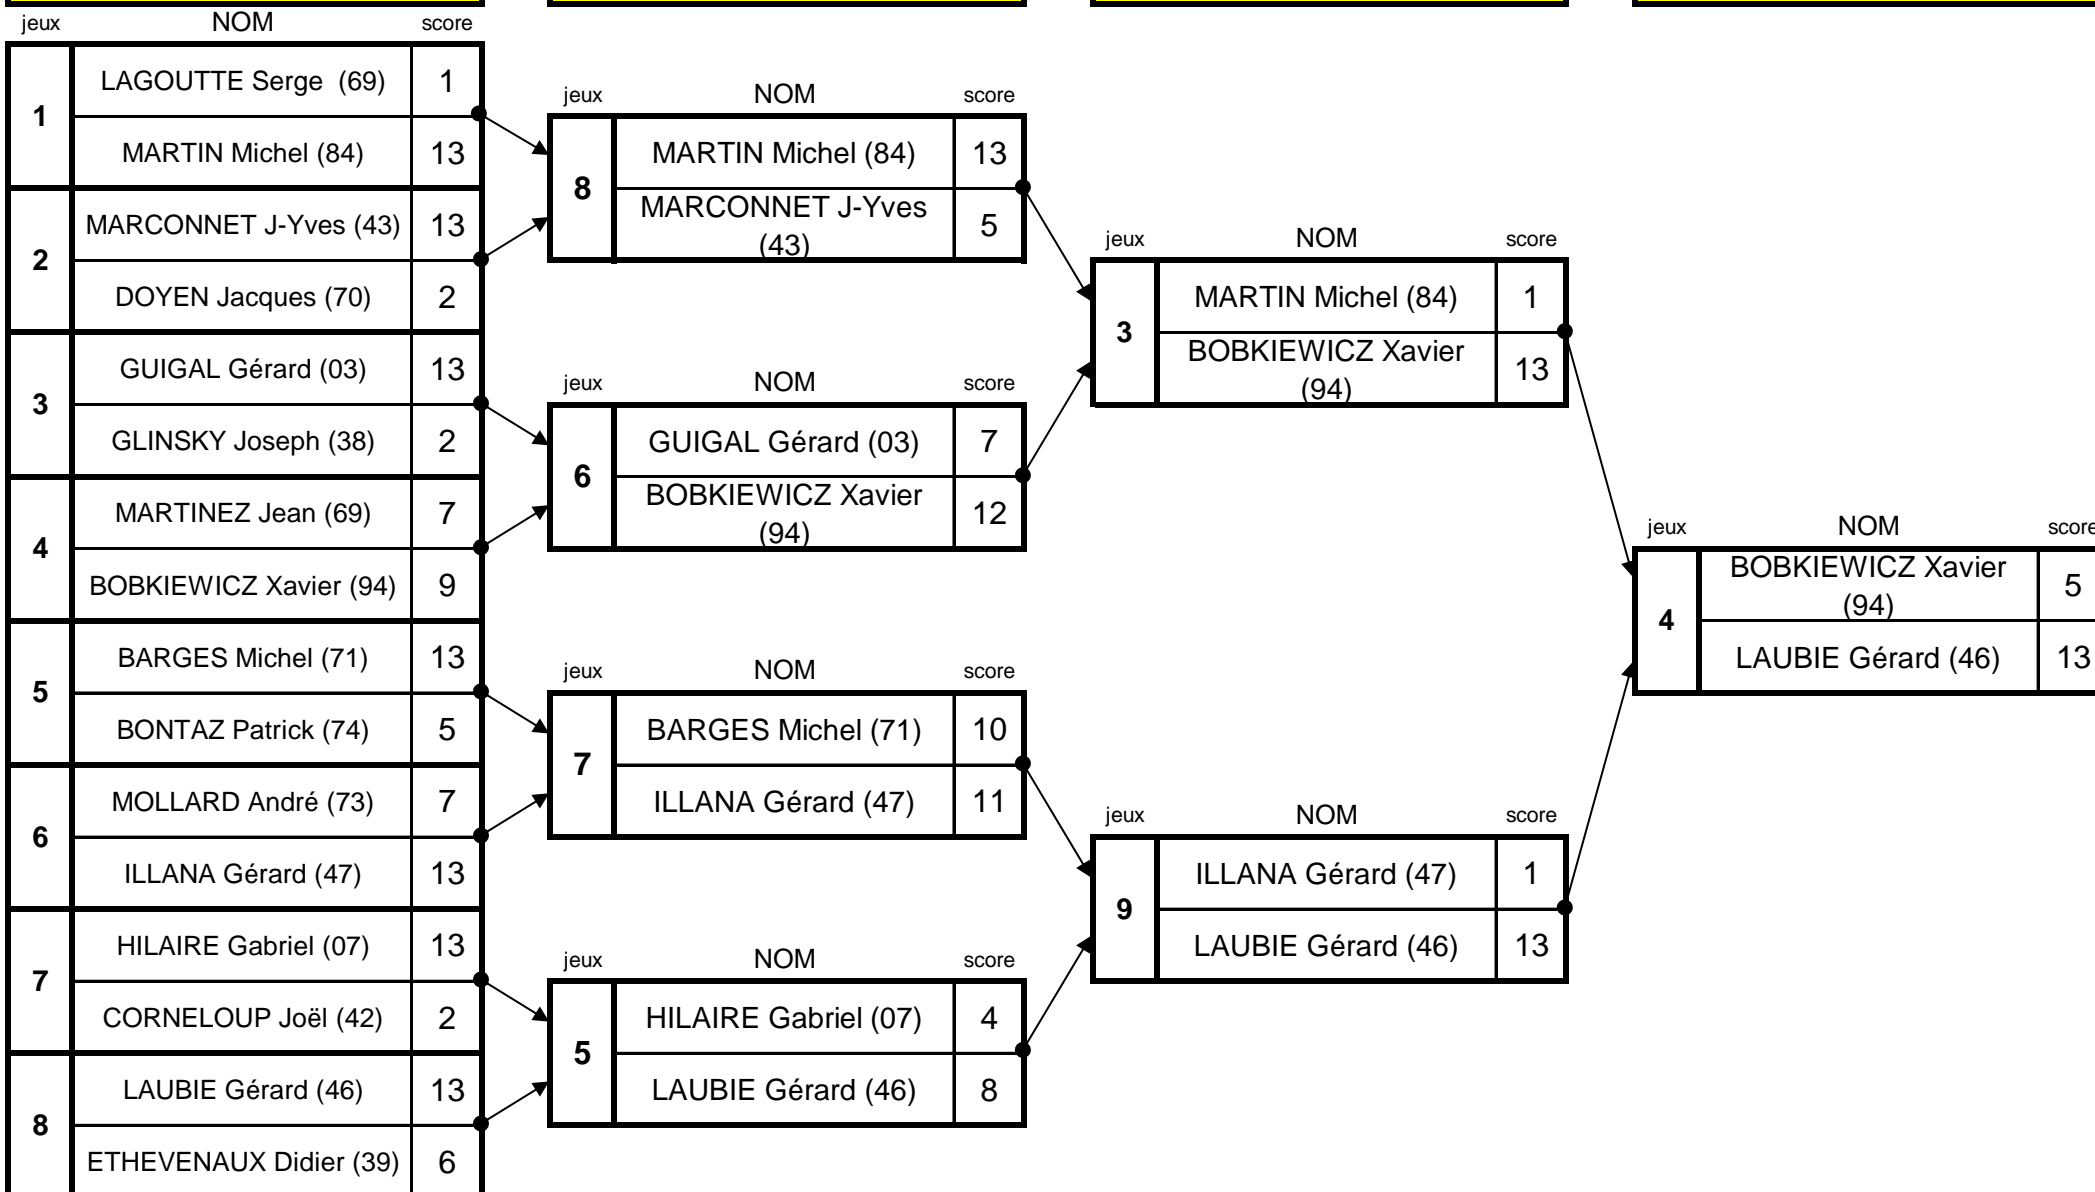 jeux NOM score
1
LAGOUTTE Serge (69) 1
MARTIN Michel (84) 13
2
MARCONNET J-Yves (43) 13
DOYEN Jacques (70) 2
3
GUIGAL Gérard (03) 13
GLINSKY Joseph (38) 2
4
MARTINEZ Jean (69) 7
BOBKIEWICZ Xavier (94) 9
5
BARGES Michel (71) 13
BONTAZ Patrick (74) 5
6
MOLLARD André (73) 7
ILLANA Gérard (47) 13
7
HILAIRE Gabriel (07) 13
CORNELOUP Joël (42) 2
8
LAUBIE Gérard (46) 13
ETHEVENAUX Didier (39) 6
jeux NOM score
8
MARTIN Michel (84) 13
MARCONNET J-Yves
(43)
5
jeux NOM score
6
GUIGAL Gérard (03) 7
BOBKIEWICZ Xavier
(94)
12
jeux NOM score
7
BARGES Michel (71) 10
ILLANA Gérard (47) 11
jeux NOM score
5
HILAIRE Gabriel (07) 4
LAUBIE Gérard (46) 8
jeux NOM score
3
MARTIN Michel (84) 1
BOBKIEWICZ Xavier
(94)
13
jeux NOM score
9
ILLANA Gérard (47) 1
LAUBIE Gérard (46) 13
jeux NOM score
4
BOBKIEWICZ Xavier
(94)
5
LAUBIE Gérard (46) 13